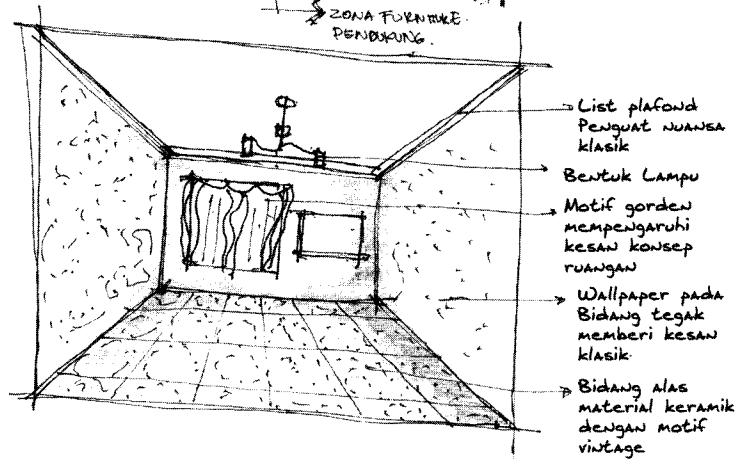 ZONA FURNITURE
PENDUKUNG.
List plafond
Penguat nuansa
klasik
Bentuk Lampu
Motif gorden
mempengaruhi
kesan konsep
ruangan
Wallpaper pada
Bidang tegak
memberi kesan
klasik.
Bidang alas
material keramik
dengan motif
vintage